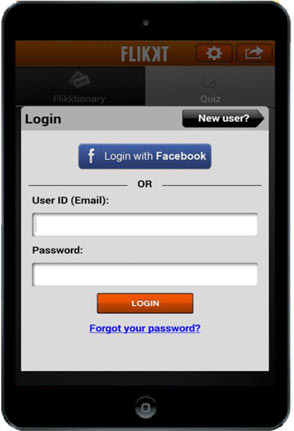 FLIKKT
Flikktionary Quiz
Login New user?
f Login with Facebook
OR
User ID (Email):
Password:
LOGIN
Forgot your password?